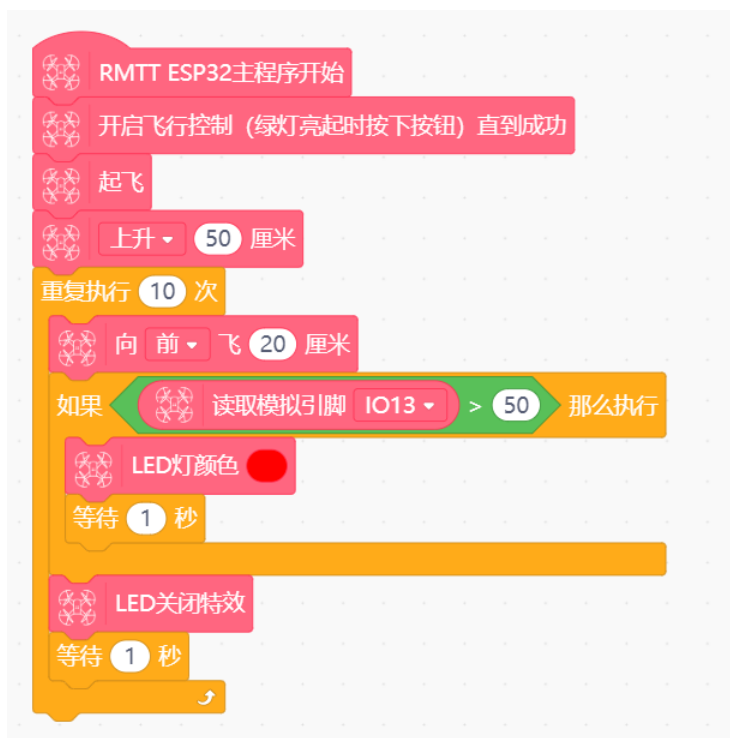 RMTT ESP32主程序开始
开启飞行控制（绿灯亮起时按下按钮）直到成功
起飞
上升 50 厘米
重复执行 10 次
向 前 飞 20 厘米
如果 读取模拟引脚 IO13 > 50 那么执行
LED灯颜色
等待 1 秒
LED关闭特效
等待 1 秒